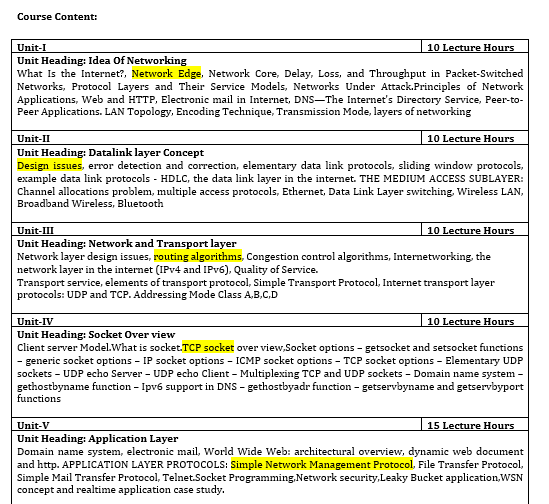 Course Content:
Unit-I 10 Lecture Hours
Unit Heading: Idea Of Networking
What Is the Internet?, Network Edge, Network Core, Delay, Loss, and Throughput in Packet-Switched
Networks, Protocol Layers and Their Service Models, Networks Under Attack.Principles of Network
Applications, Web and HTTP, Electronic mail in Internet, DNS—The Internet's Directory Service, Peer-to-
Peer Applications. LAN Topology, Encoding Technique, Transmission Mode, layers of networking
Unit-II 10 Lecture Hours
Unit Heading: Datalink layer Concept
Design issues, error detection and correction, elementary data link protocols, sliding window protocols,
example data link protocols - HDLC, the data link layer in the internet. THE MEDIUM ACCESS SUBLAYER:
Channel allocations problem, multiple access protocols, Ethernet, Data Link Layer switching, Wireless LAN,
Broadband Wireless, Bluetooth
Unit-III 10 Lecture Hours
Unit Heading: Network and Transport layer
Network layer design issues, routing algorithms, Congestion control algorithms, Internetworking, the
network layer in the internet (IPv4 and IPv6), Quality of Service.
Transport service, elements of transport protocol, Simple Transport Protocol, Internet transport layer
protocols: UDP and TCP. Addressing Mode Class A,B,C,D
Unit-IV 10 Lecture Hours
Unit Heading: Socket Over view
Client server Model.What is socket.TCP socket over view,Socket options – getsocket and setsocket functions
– generic socket options – IP socket options – ICMP socket options – TCP socket options – Elementary UDP
sockets – UDP echo Server – UDP echo Client – Multiplexing TCP and UDP sockets – Domain name system –
gethostbyname function – Ipv6 support in DNS – gethostbyadr function – getservbyname and getservbyport
functions
Unit-V 15 Lecture Hours
Unit Heading: Application Layer
Domain name system, electronic mail, World Wide Web: architectural overview, dynamic web document
and http. APPLICATION LAYER PROTOCOLS: Simple Network Management Protocol, File Transfer Protocol,
Simple Mail Transfer Protocol, Telnet.Socket Programming,Network security,Leaky Bucket application,WSN
concept and realtime application case study.